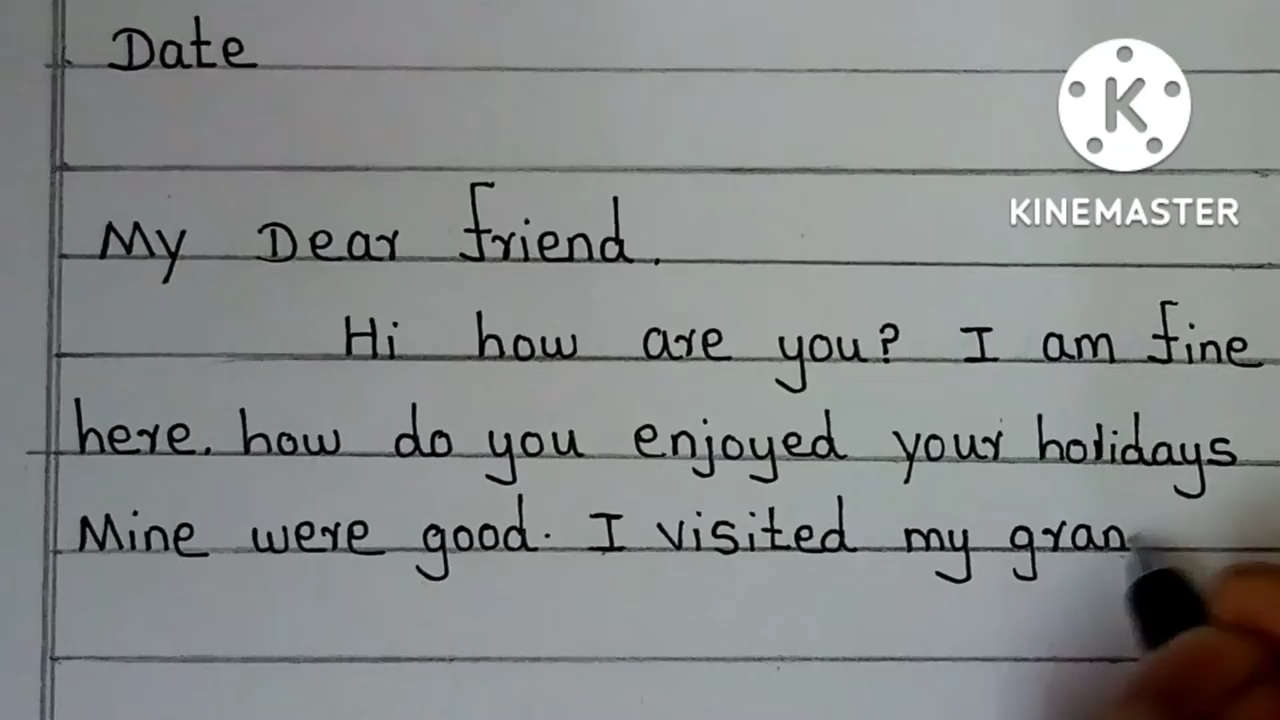 Date
KINEMASTER
My Dear friend.
Hi how are you? I am fine
here. how do you enjoyed your holidays
Mine were good. I visited my gran